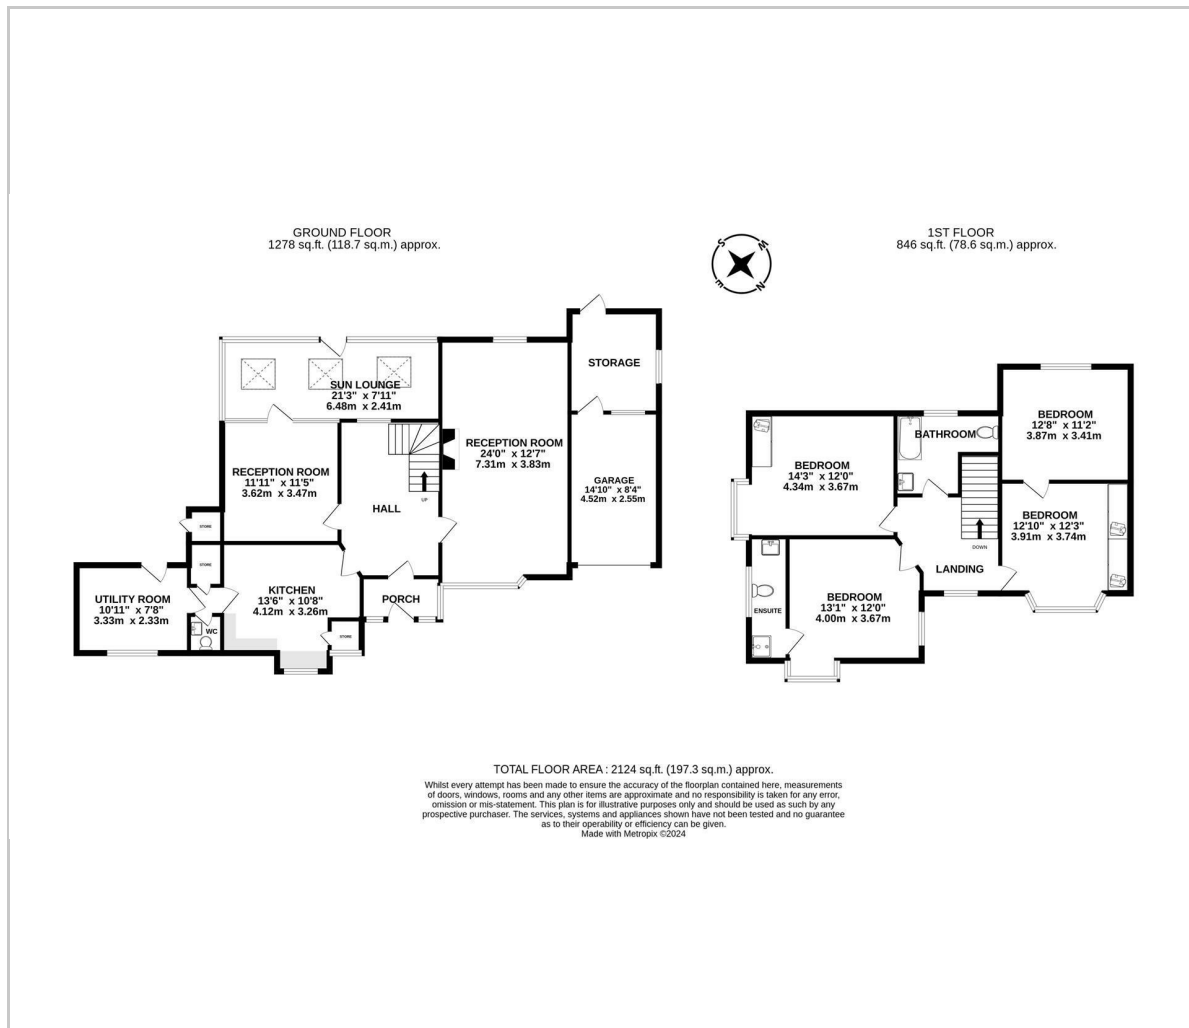 GROUND FLOOR
1278 sq.ft. (118.7 sq.m.) approx.
1ST FLOOR
846 sq.ft. (78.6 sq.m.) approx.
S
W
E
N
SUN LOUNGE
21'3" x 7'11"
6.48m x 2.41m
STORAGE
RECEPTION ROOM
24'0" x 12'7"
7.31m x 3.83m
RECEPTION ROOM
11'11" x 11'5"
3.62m x 3.47m
UP
HALL
GARAGE
14'10" x 8'4"
4.52m x 2.55m
STORE
STORE
UTILITY ROOM
10'11" x 7'8"
3.33m x 2.33m
KITCHEN
13'6" x 10'8"
4.12m x 3.26m
PORCH
WC
STORE
BEDROOM
12'8" x 11'2"
3.87m x 3.41m
BATHROOM
BEDROOM
14'3" x 12'0"
4.34m x 3.67m
BEDROOM
12'10" x 12'3"
3.91m x 3.74m
DOWN
LANDING
ENSUITE
BEDROOM
13'1" x 12'0"
4.00m x 3.67m
TOTAL FLOOR AREA : 2124 sq.ft. (197.3 sq.m.) approx.
Whilst every attempt has been made to ensure the accuracy of the floorplan contained here, measurements
of doors, windows, rooms and any other items are approximate and no responsibility is taken for any error,
omission or mis-statement. This plan is for illustrative purposes only and should be used as such by any
prospective purchaser. The services, systems and appliances shown have not been tested and no guarantee
as to their operability or efficiency can be given.
Made with Metropix ©2024